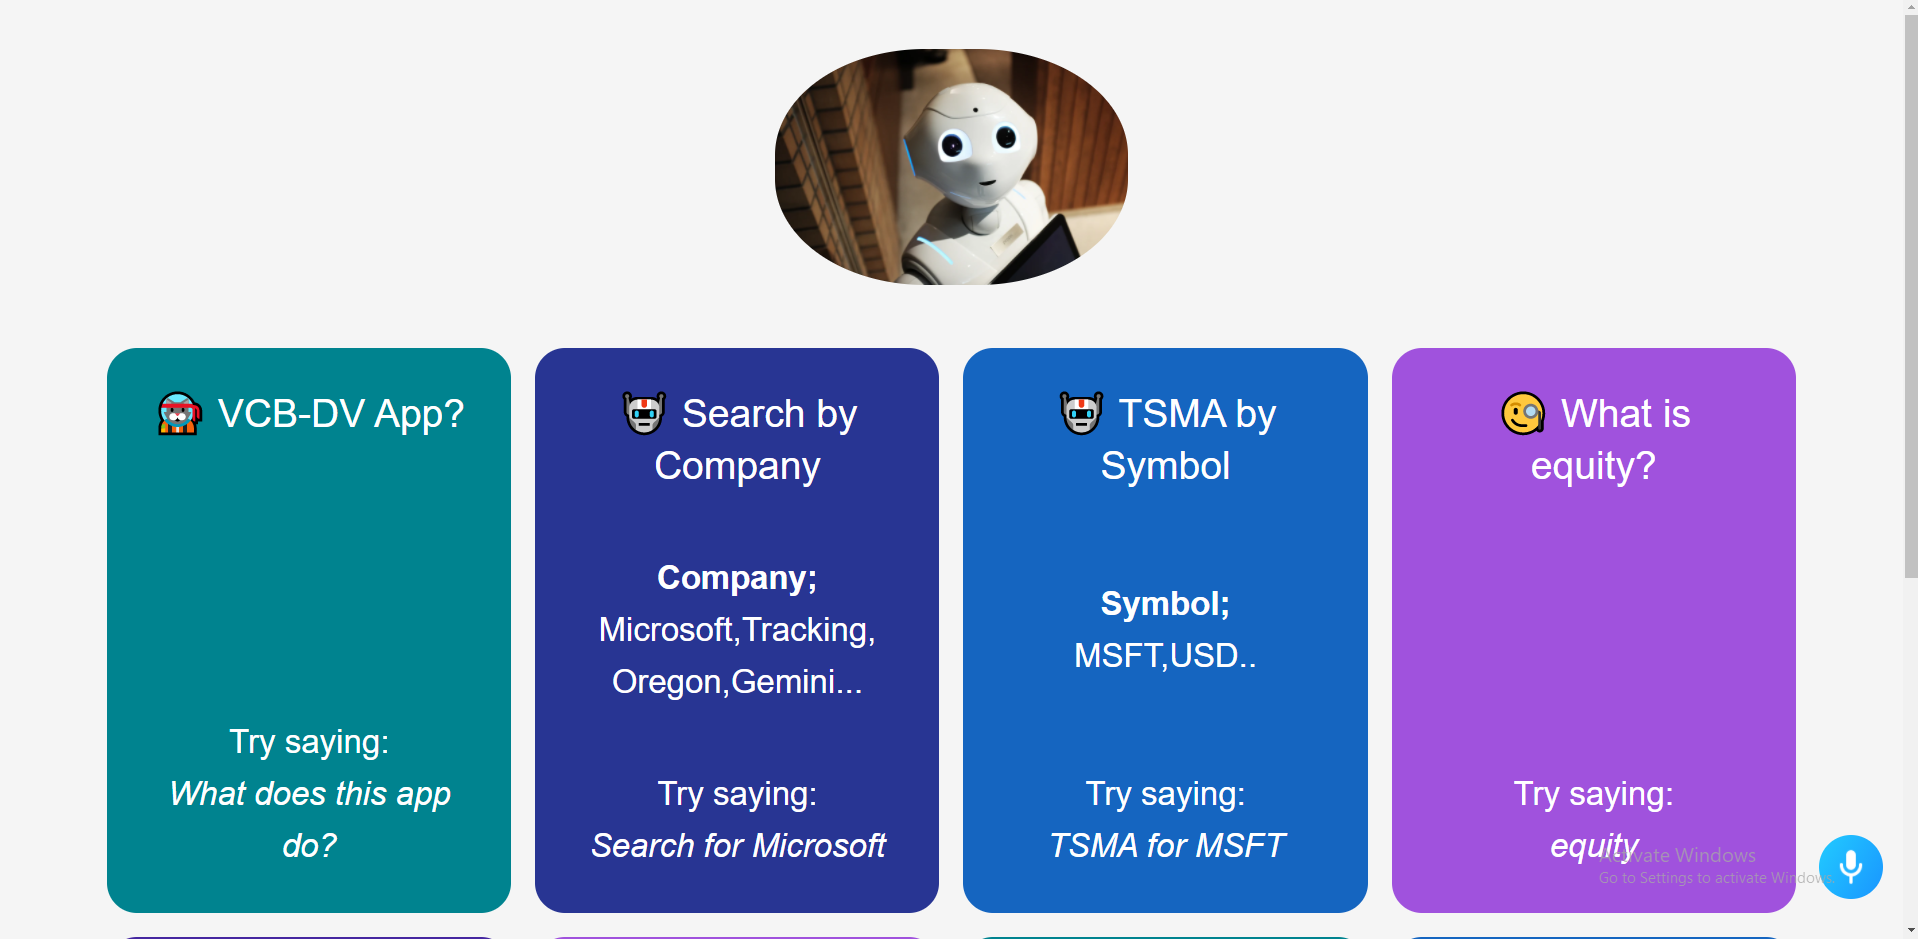 VCB-DV App?
Try saying:
What does this app
do?
Search by
Company
Company;
Microsoft,Tracking,
Oregon,Gemini...
Try saying:
Search for Microsoft
TSMA by
Symbol
Symbol;
MSFT,USD..
Try saying:
TSMA for MSFT
What is
equity?
Try saying:
equity
Activate Windows
Go to Settings to activate Windows.